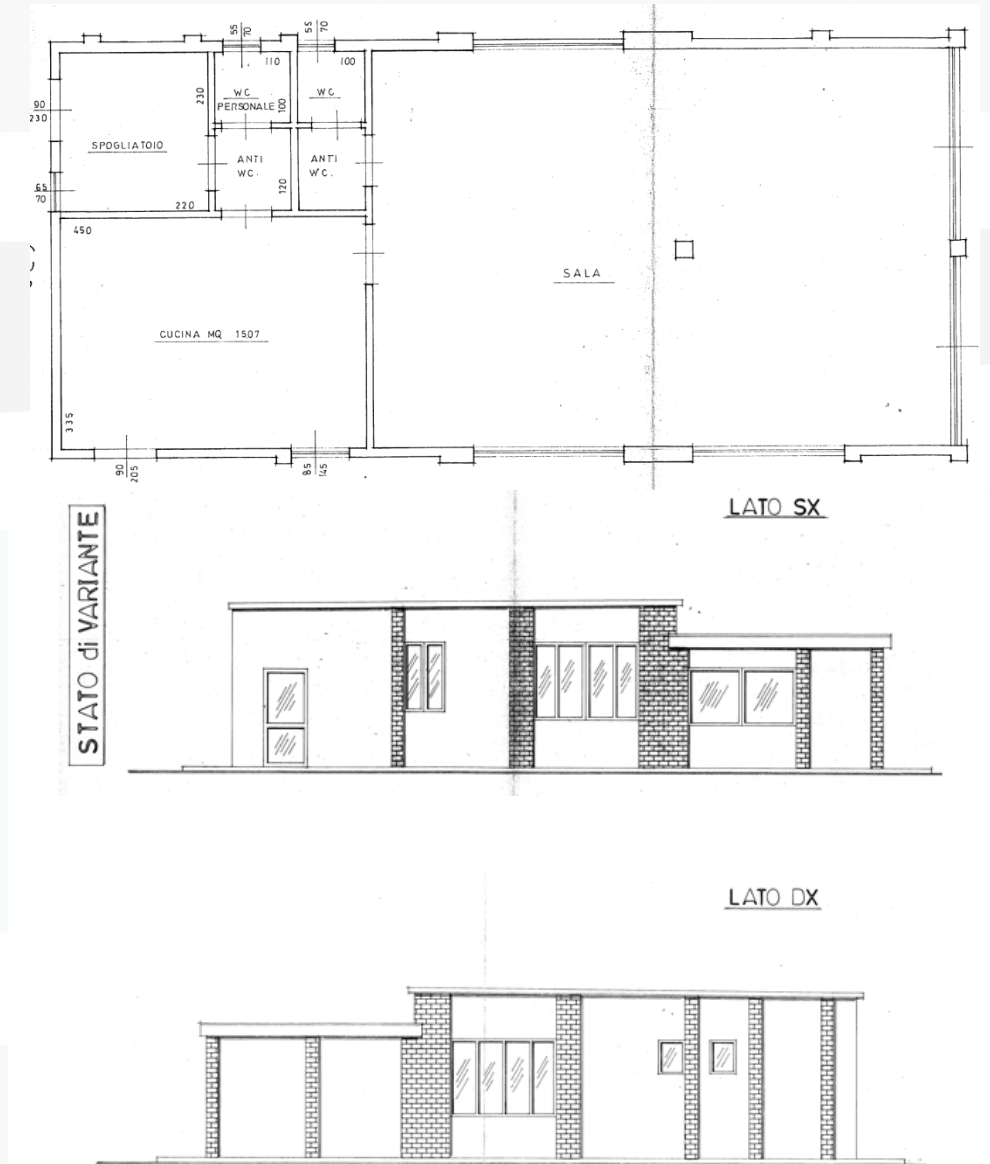 55
70
55
70
110
100
90
230
230
WC
PERSONALE
100
WC
SPOGLIATOIO
ANTI
WC.
ANTI
WC.
65
70
120
220
450
SALA
CUCINA MQ 1507
335
90
205
85
145
STATO di VARIANTE
LATO SX
LATO DX